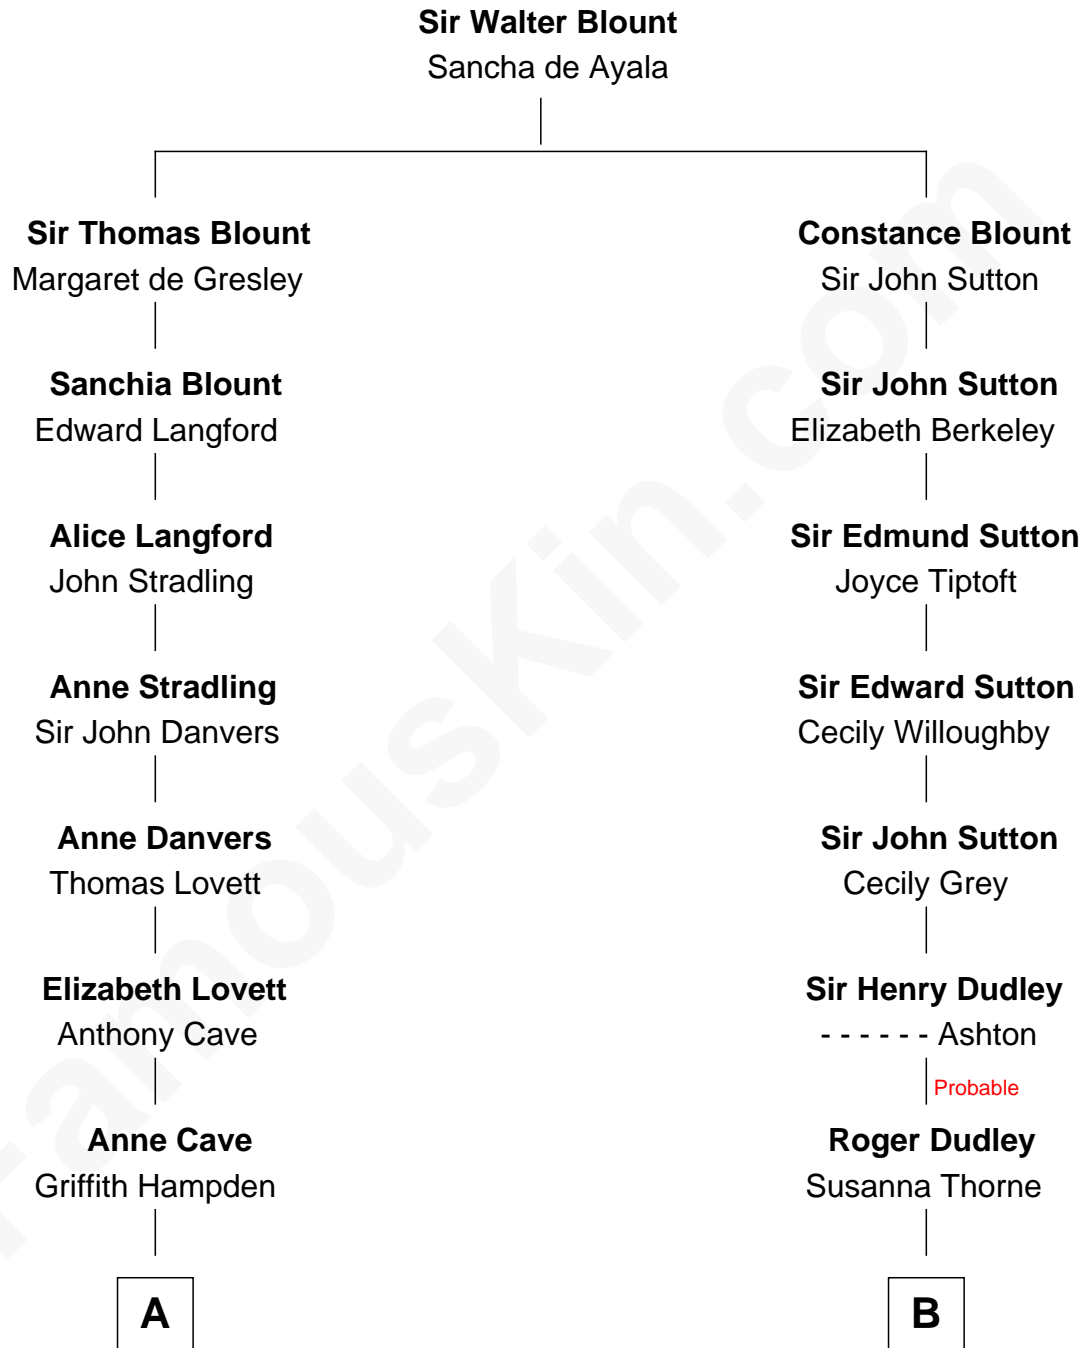 Sir Walter Blount
Sancha de Ayala
Sir Thomas Blount
Margaret de Gresley
Constance Blount
Sir John Sutton
Sanchia Blount
Edward Langford
Sir John Sutton
Elizabeth Berkeley
Alice Langford
John Stradling
Sir Edmund Sutton
Joyce Tiptoft
Anne Stradling
Sir John Danvers
Sir Edward Sutton
Cecily Willoughby
Anne Danvers
Thomas Lovett
Sir John Sutton
Cecily Grey
Elizabeth Lovett
Anthony Cave
Sir Henry Dudley
- - - - - - Ashton
Probable
Anne Cave
Griffith Hampden
Roger Dudley
Susanna Thorne
A
B
FamousKin.com